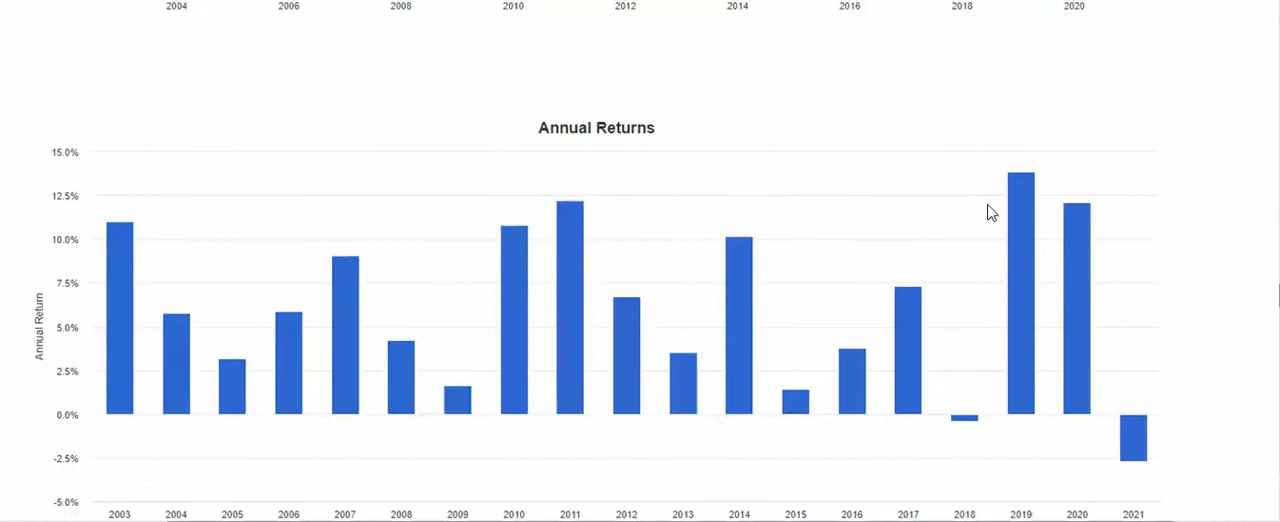 2004 2006 2008 2010 2012 2014 2016 2018 2020
Annual Returns
15.0%
12.5%
10.0%
7.5%
5.0%
2.5%
0.0%
-2.5%
-5.0%
Annual Return
2003 2004 2005 2006 2007 2008 2009 2010 2011 2012 2013 2014 2015 2016 2017 2018 2019 2020 2021